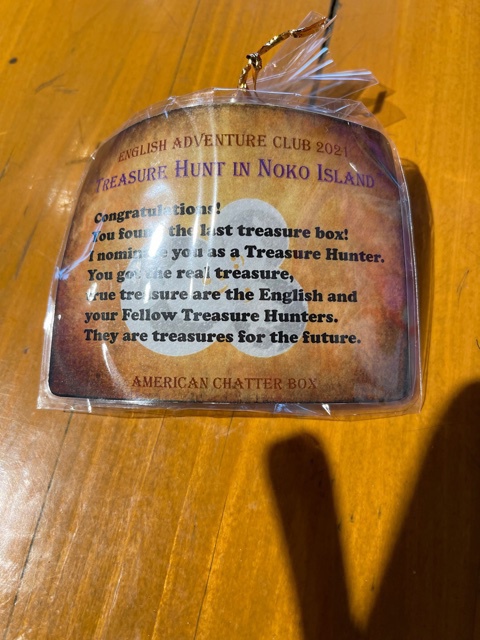 ENGLISH ADVENTURE CLUB 2021
TREASURE HUNT IN NOKO ISLAND
Congratulations!
You found the last treasure box!
I nominate you as a Treasure Hunter.
You got the real treasure,
true treasure are the English and
your Fellow Treasure Hunters.
They are treasures for the future.
AMERICAN CHATTER BOX